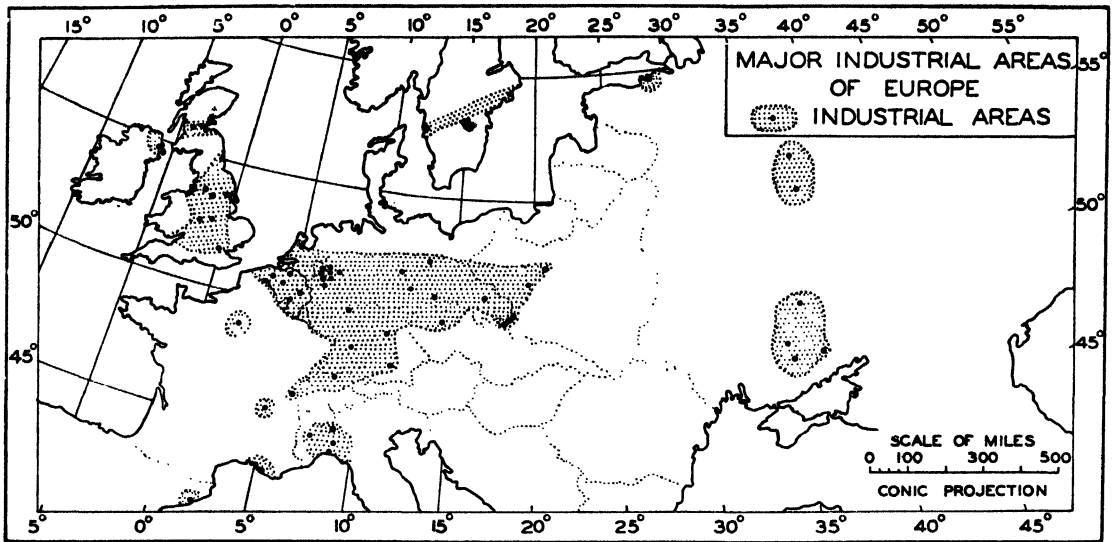 15° 10° 5° 0° 5° 10° 15° 20° 25° 30° 35° 40° 45° 50° 55°
MAJOR INDUSTRIAL AREAS
OF EUROPE
INDUSTRIAL AREAS
55°
50° 50°
45° 45°
SCALE OF MILES
0 100 300 500
CONIC PROJECTION
5° 0° 5° 10° 15° 20° 25° 30° 35° 40° 45°